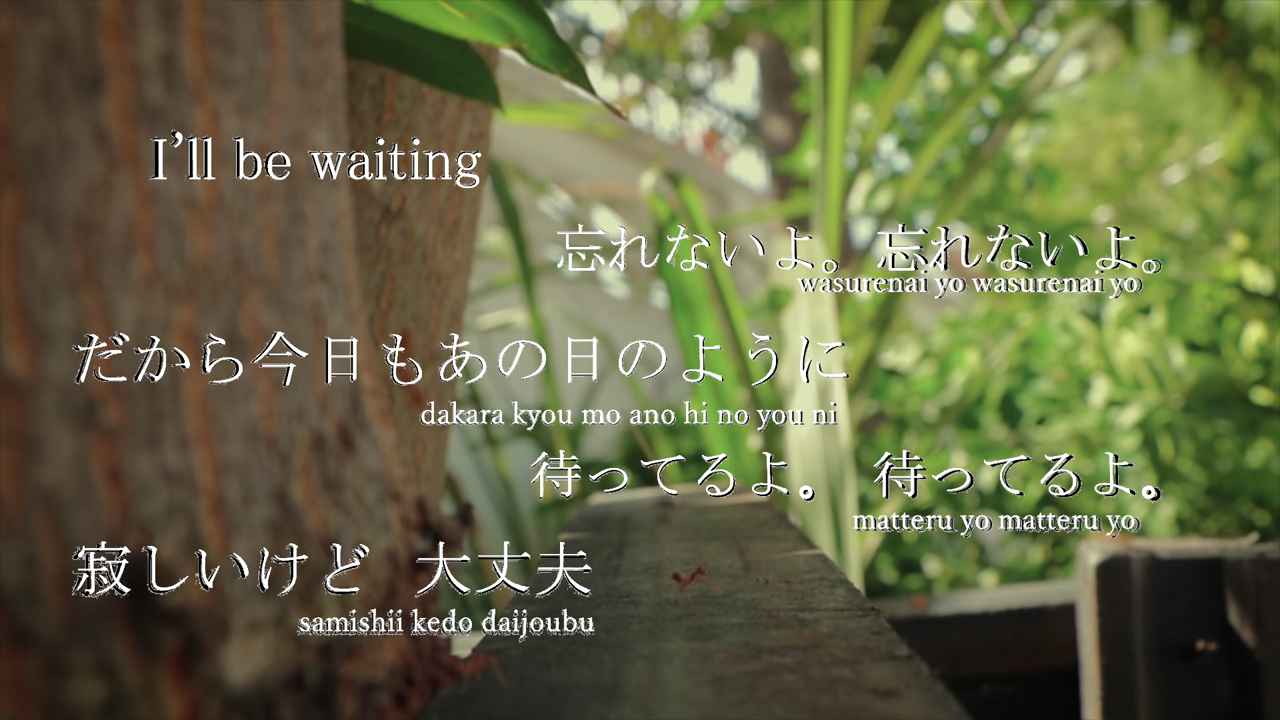 I'll be waiting
忘れないよ。 忘れないよ。
wasurenai yo wasurenai yo
だから今日もあの日のように
dakara kyou mo ano hi no you ni
待ってるよ。 待ってるよ。
matteru yo matteru yo
寂しいけど 大丈夫
samishii kedo daijoubu